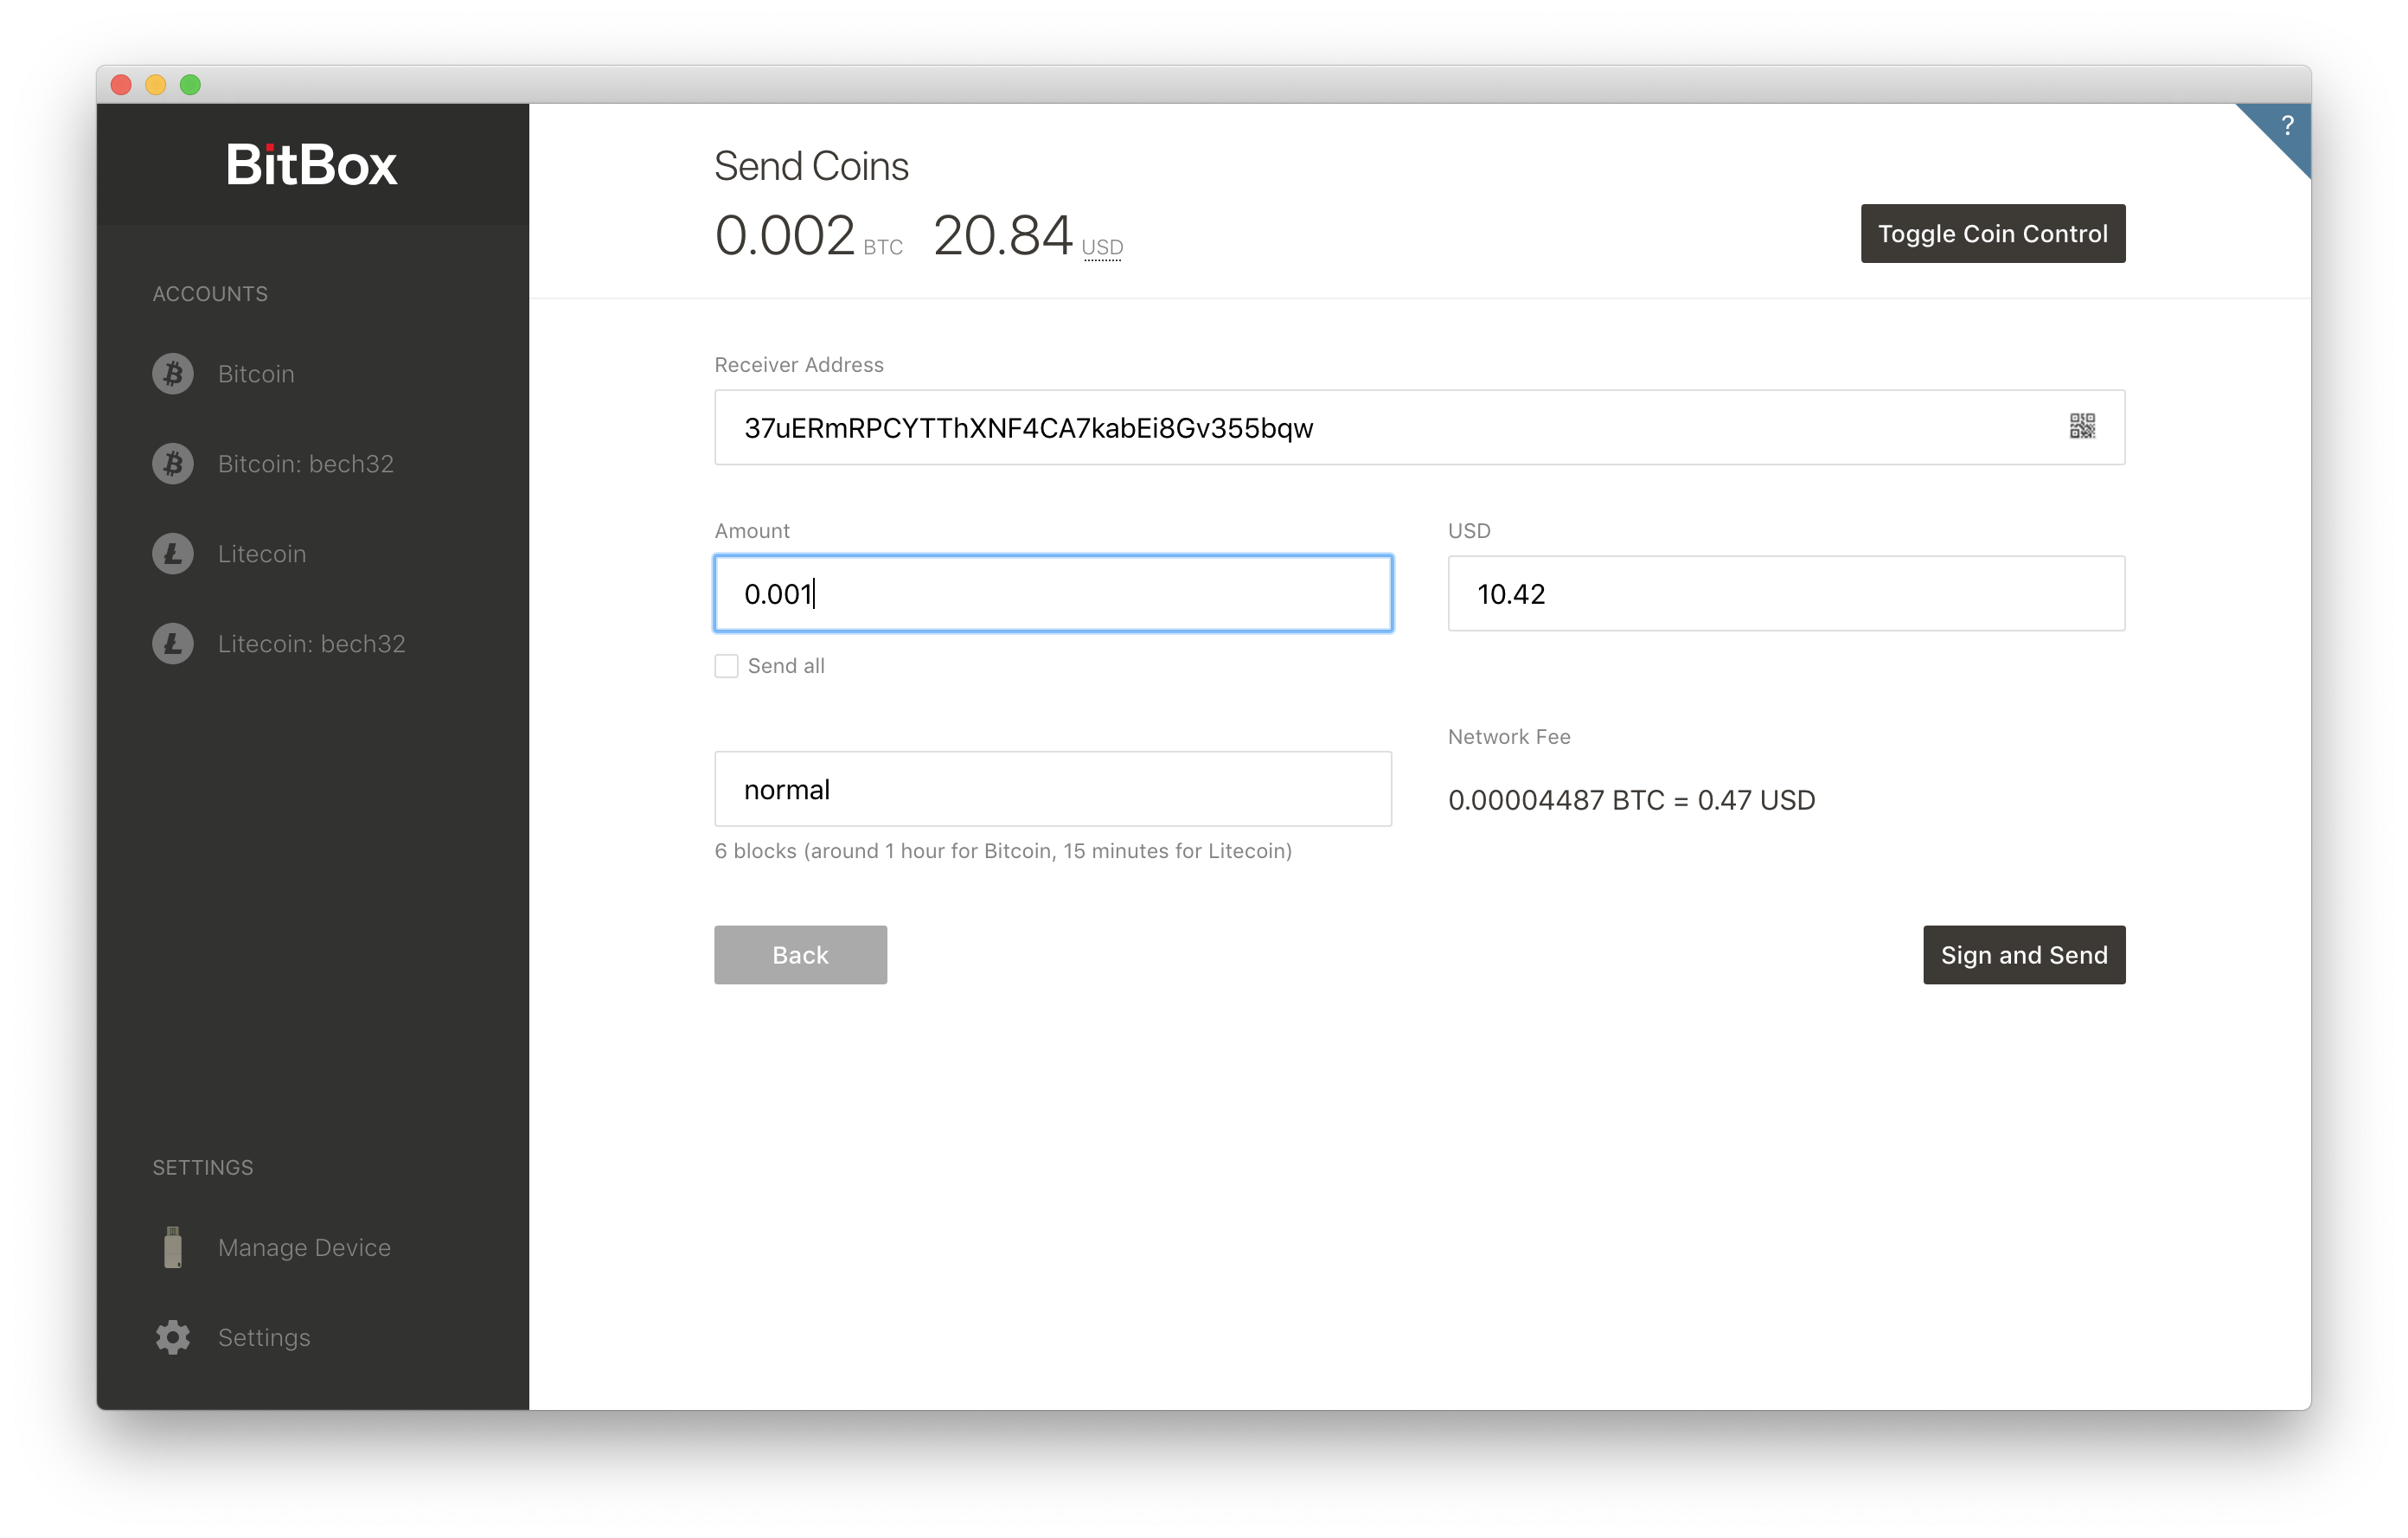 BitBox
ACCOUNTS
Bitcoin
Bitcoin: bech32
Litecoin
Litecoin: bech32
SETTINGS
Manage Device
Settings
?
Send Coins
0.002 BTC 20.84 USD
Toggle Coin Control
Receiver Address
37uERmRPCYTThXNF4CA7kabEi8Gv355bqw
Amount
USD
0.001
10.42
Send all
Network Fee
normal
0.00004487 BTC = 0.47 USD
6 blocks (around 1 hour for Bitcoin, 15 minutes for Litecoin)
Back
Sign and Send